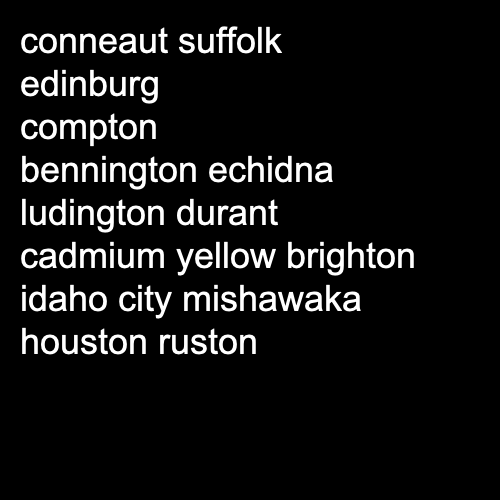 conneaut suffolk
edinburg
compton
bennington echidna
ludington durant
cadmium yellow brighton
idaho city mishawaka
houston ruston